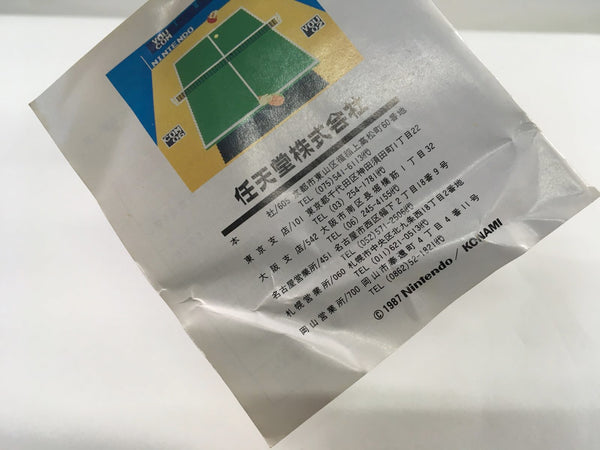 YOU
COM
NINTENDO
YOU
COM
任天堂株式会社
本社/605 京都市東山区福稲上高松町60番地
TEL (075)541-6113代
東京支店/101 東京都千代田区神田須田町1丁目22
TEL (03) 254-1781代
大阪支店/542 大阪市南区長堀橋筋1丁目32
TEL (06) 245-4155代
名古屋営業所/451 名古屋市西区幅下2丁目18番9号
TEL (052)571-2506代
札幌営業所/060 札幌市中央区北九条西18丁目2番地
TEL (011)621-0513代
岡山営業所/700 岡山市奉還町4丁目4番11号
TEL (0862)52-1821代
©1987 Nintendo/KONAMI